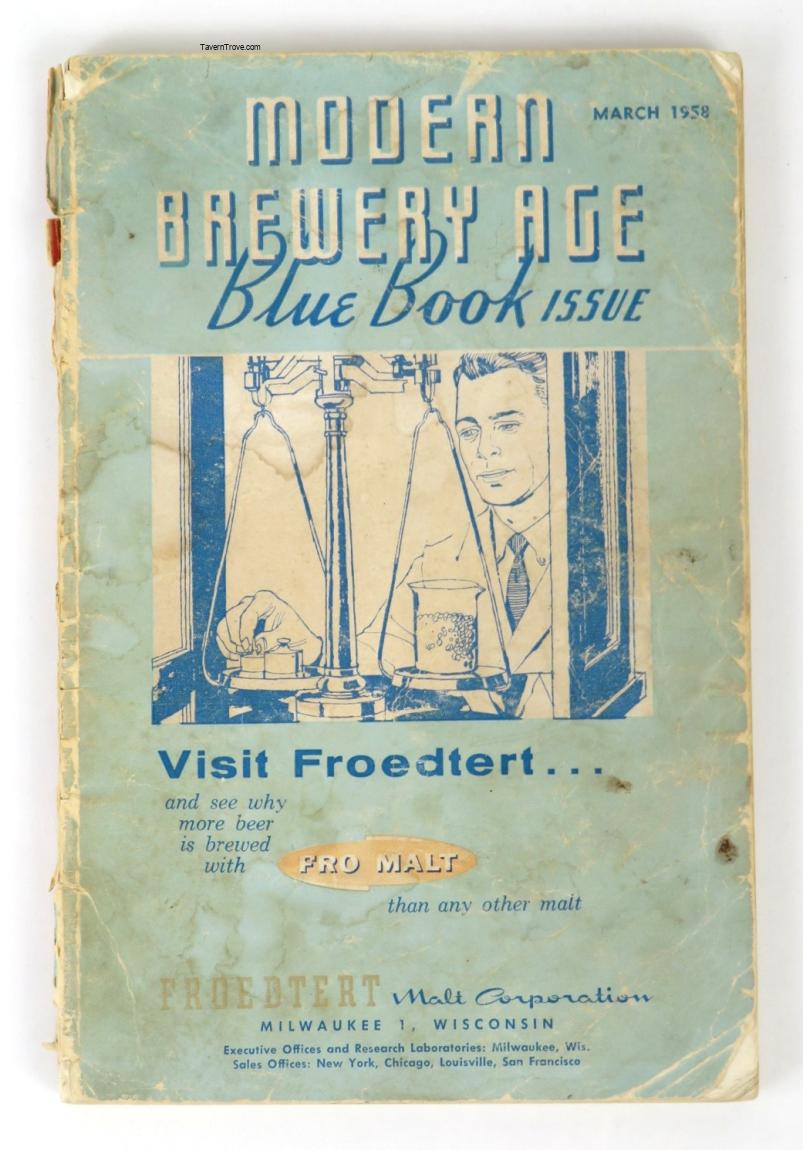 TavernTrove.com
MODERN
MARCH 1958
BREWERY AGE
Blue Book ISSUE
Visit Froedtert...
and see why
more beer
is brewed
with
FRO MALT
than any other malt
FROEDTERT Malt Corporation
MILWAUKEE 1, WISCONSIN
Executive Offices and Research Laboratories: Milwaukee, Wis.
Sales Offices: New York, Chicago, Louisville, San Francisco